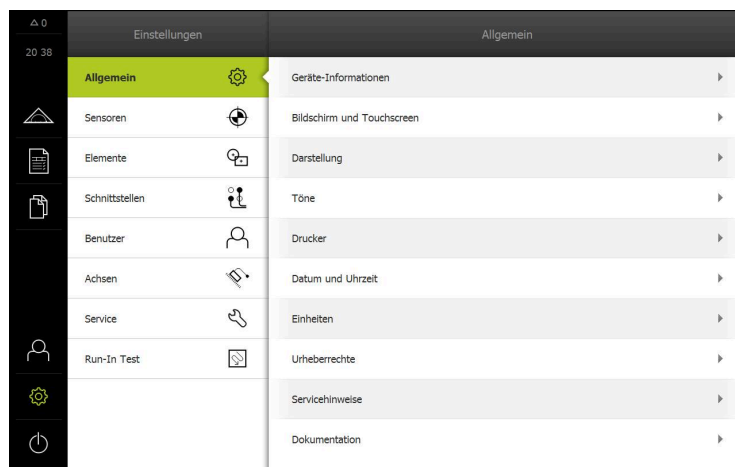 0
20 38
Einstellungen
Allgemein
Sensoren
Elemente
Schnittstellen
Benutzer
Achsen
Service
Run-In Test
Allgemein
Geräte-Informationen
Bildschirm und Touchscreen
Darstellung
Töne
Drucker
Datum und Uhrzeit
Einheiten
Urheberrechte
Servicehinweise
Dokumentation